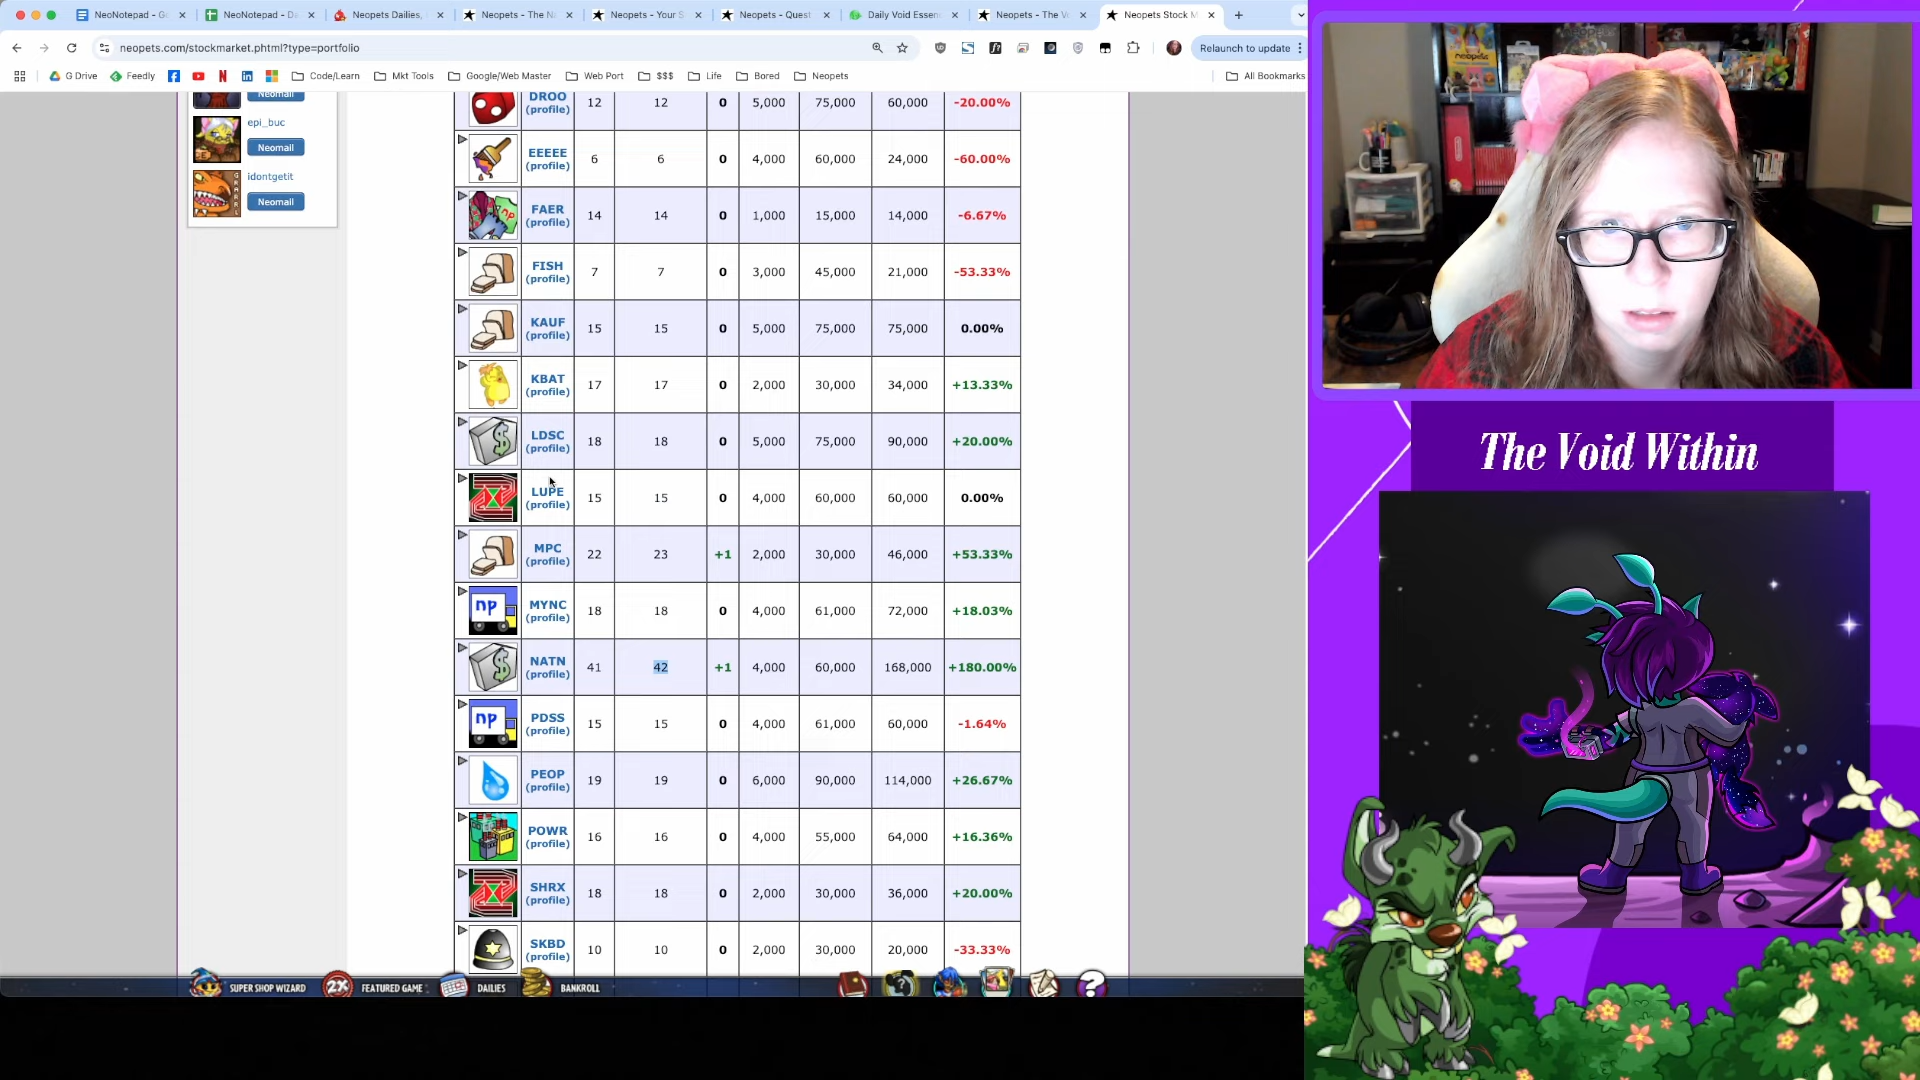 NeoNotepad - G
NeoNotepad - D
Neopets Dailies,
Neopets - The N
Neopets - Your S
Neopets - Quest
Daily Void Essen
Neopets - The V
Neopets Stock M
neopets.com/stockmarket.phtml?type=portfolio
Relaunch to update
G Drive
Feedly
Code/Learn
Mkt Tools
Google/Web Master
Web Port
$$$
Life
Bored
Neopets
All Bookmarks
Neomail
epi_buc
Neomail
idontgetit
Neomail
DROO (profile) 12 12 0 5,000 75,000 60,000 -20.00%
EEEEE (profile) 6 6 0 4,000 60,000 24,000 -60.00%
FAER (profile) 14 14 0 1,000 15,000 14,000 -6.67%
FISH (profile) 7 7 0 3,000 45,000 21,000 -53.33%
KAUF (profile) 15 15 0 5,000 75,000 75,000 0.00%
KBAT (profile) 17 17 0 2,000 30,000 34,000 +13.33%
LDSC (profile) 18 18 0 5,000 75,000 90,000 +20.00%
LUPE (profile) 15 15 0 4,000 60,000 60,000 0.00%
MPC (profile) 22 23 +1 2,000 30,000 46,000 +53.33%
MYNC (profile) 18 18 0 4,000 61,000 72,000 +18.03%
NATN (profile) 41 42 +1 4,000 60,000 168,000 +180.00%
PDSS (profile) 15 15 0 4,000 61,000 60,000 -1.64%
PEOP (profile) 19 19 0 6,000 90,000 114,000 +26.67%
POWR (profile) 16 16 0 4,000 55,000 64,000 +16.36%
SHRX (profile) 18 18 0 2,000 30,000 36,000 +20.00%
SKBD (profile) 10 10 0 2,000 30,000 20,000 -33.33%
SUPER SHOP WIZARD
2X
FEATURED GAME
DAILIES
BANKROLL
The Void Within